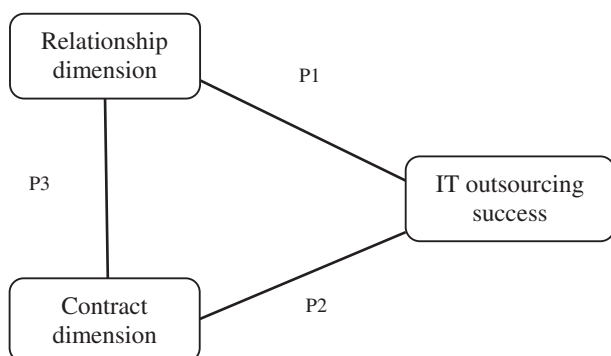 Relationship
dimension
P1
P3
IT outsourcing
success
Contract
dimension
P2